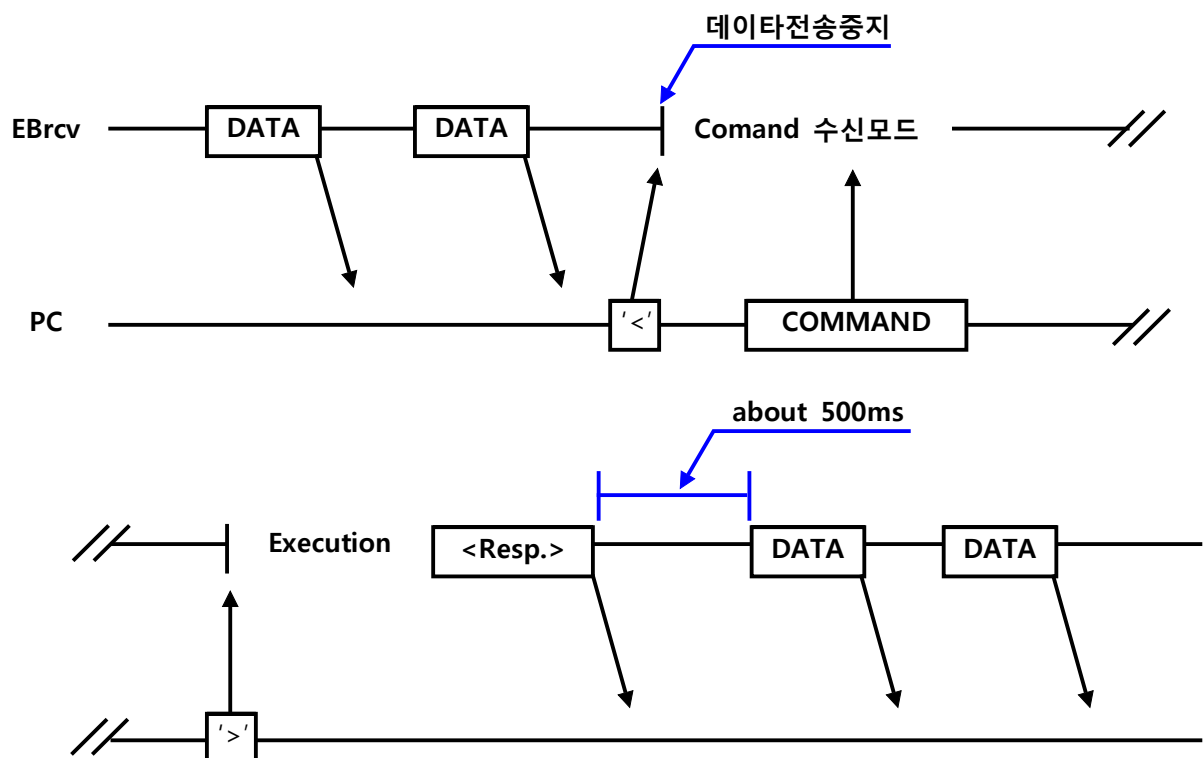 데이타전송중지
EBrcv DATA DATA Comand 수신모드
PC '<' COMMAND
about 500ms
Execution <Resp.> DATA DATA
'>'